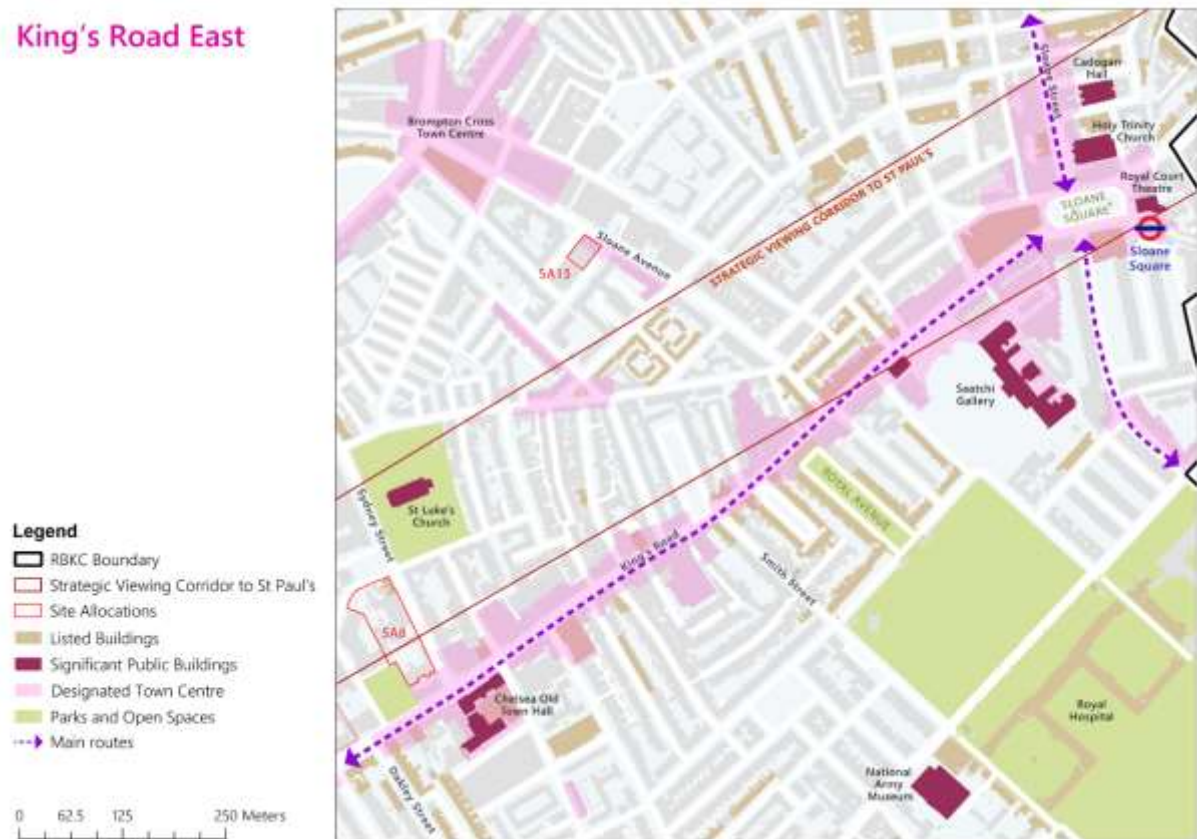 King's Road East
Legend
RBKC Boundary
Strategic Viewing Corridor to St Paul's
Site Allocations
Listed Buildings
Significant Public Buildings
Designated Town Centre
Parks and Open Spaces
Main routes
0 62.5 125 250 Meters
Brompton Cross
Town Centre
Sloane Street
Cadogan
Hall
Holy Trinity
Church
Royal Court
Theatre
SLOANE
SQUARE
Sloane
Square
STRATEGIC VIEWING CORRIDOR TO ST PAUL'S
Sloane Avenue
SA13
Saatchi
Gallery
ROYAL AVENUE
St Luke's
Church
Sydney Street
King's Road
Smith Street
SA8
Chelsea Old
Town Hall
Oakley Street
Royal
Hospital
National
Army
Museum